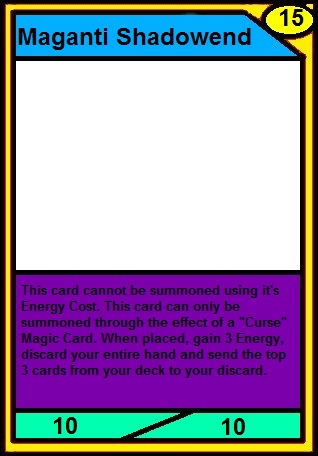 15
Maganti Shadowend
This card cannot be summoned using it's
Energy Cost. This card can only be
summoned through the effect of a "Curse"
Magic Card. When placed, gain 3 Energy,
discard your entire hand and send the top
3 cards from your deck to your discard.
10 10